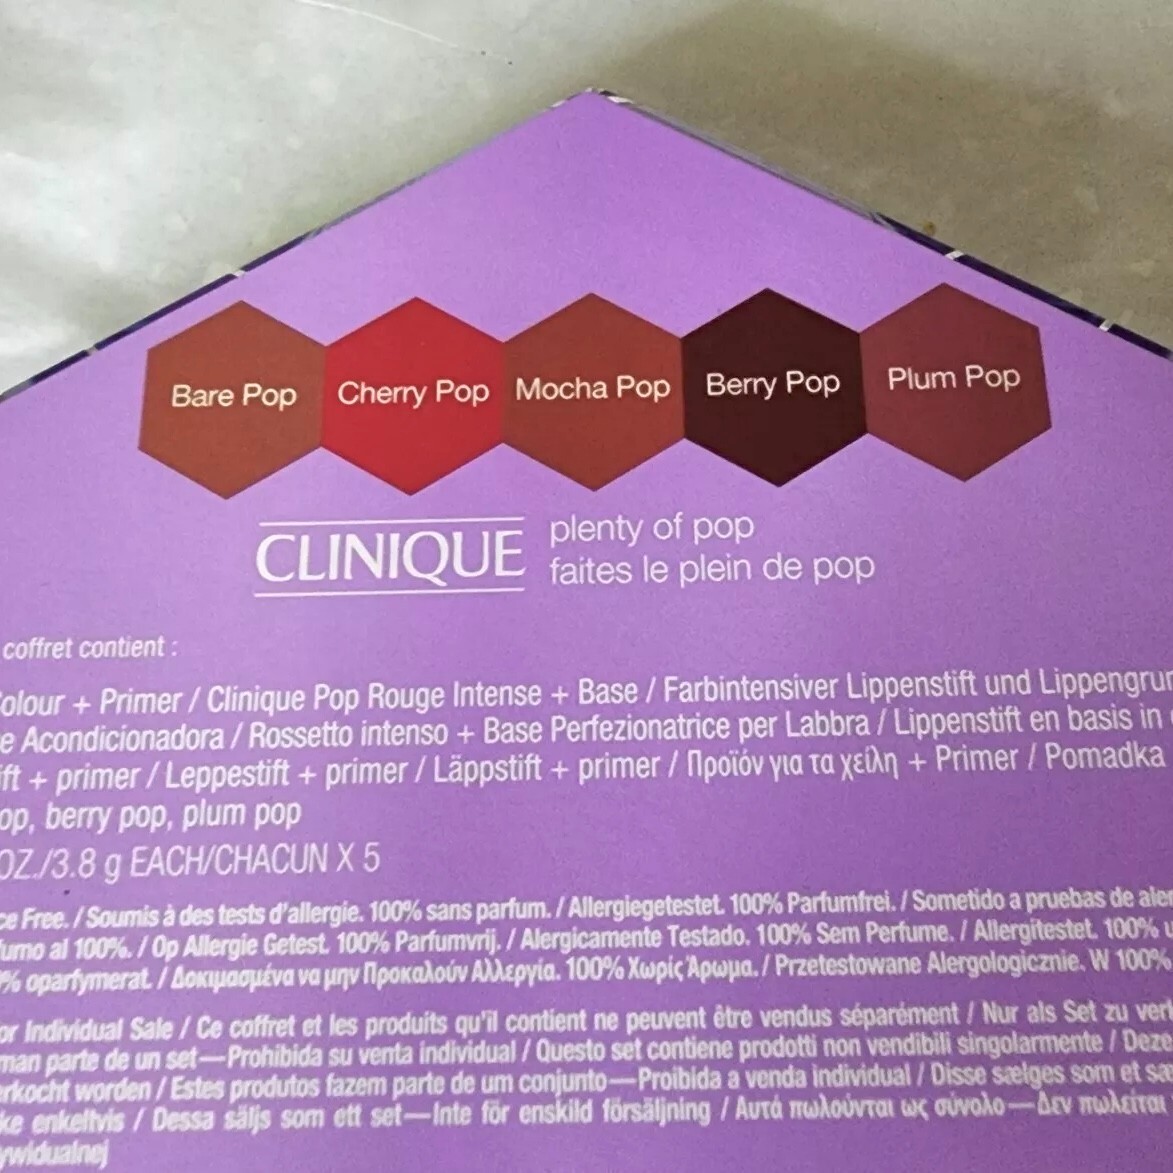 Bare Pop Cherry Pop Mocha Pop Berry Pop Plum Pop
CLINIQUE plenty of pop
faites le plein de pop
coffret contient :
olour + Primer / Clinique Pop Rouge Intense + Base / Farbintensiver Lippenstift und Lippengrun
e Acondicionadora / Rossetto intenso + Base Perfezionatrice per Labbra / Lippenstift en basis in
ift + primer / Leppestift + primer / Läppstift + primer / Προϊόν για τα χείλη + Primer / Pomadka
op, berry pop, plum pop
OZ./3.8 g EACH/CHACUN X 5
ce Free. / Soumis à des tests d'allergie. 100% sans parfum. / Allergiegetestet. 100% Parfumfrei. / Sometido a pruebas de aler
umo al 100%. / Op Allergie Getest. 100% Parfumvrij. / Alergicamente Testado. 100% Sem Perfume. / Allergitestet. 100% u
% oparfymerat. / Δοκιμασμένα να μην Προκαλούν Αλλεργία. 100% Χωρίς Άρωμα. / Przetestowane Alergologicznie. W 100%
or Individual Sale / Ce coffret et les produits qu'il contient ne peuvent être vendus séparément / Nur als Set zu ver
man parte de un set—Prohibida su venta individual / Questo set contiene prodotti non vendibili singolarmente / Deze
erkocht worden / Estes produtos fazem parte de um conjunto—Proibida a venda individual / Disse sælges som et sæ
ke enkeltvis / Dessa säljs som ett set—Inte för enskild försäljning / Αυτά πωλούνται ως σύνολο—Δεν πωλείται
ywidualnej